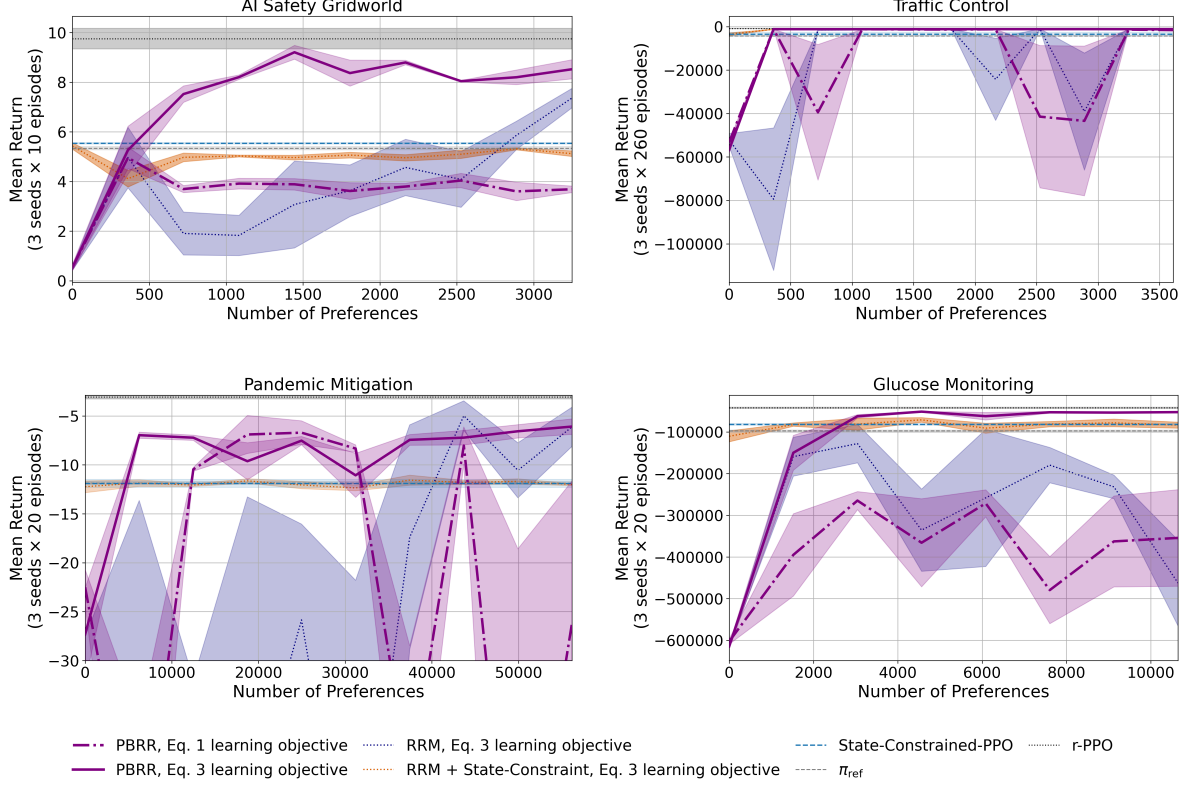 AI Safety Gridworld
Mean Return
(3 seeds × 10 episodes)
10
8
6
4
2
0
0 500 1000 1500 2000 2500 3000
Number of Preferences
Traffic Control
Mean Return
(3 seeds × 260 episodes)
0
−20000
−40000
−60000
−80000
−100000
0 500 1000 1500 2000 2500 3000 3500
Number of Preferences
Pandemic Mitigation
Mean Return
(3 seeds × 20 episodes)
−5
−10
−15
−20
−25
−30
0 10000 20000 30000 40000 50000
Number of Preferences
Glucose Monitoring
Mean Return
(3 seeds × 20 episodes)
−100000
−200000
−300000
−400000
−500000
−600000
0 2000 4000 6000 8000 10000
Number of Preferences
PBRR, Eq. 1 learning objective
PBRR, Eq. 3 learning objective
RRM, Eq. 3 learning objective
RRM + State-Constraint, Eq. 3 learning objective
State-Constrained-PPO
π_ref
r-PPO